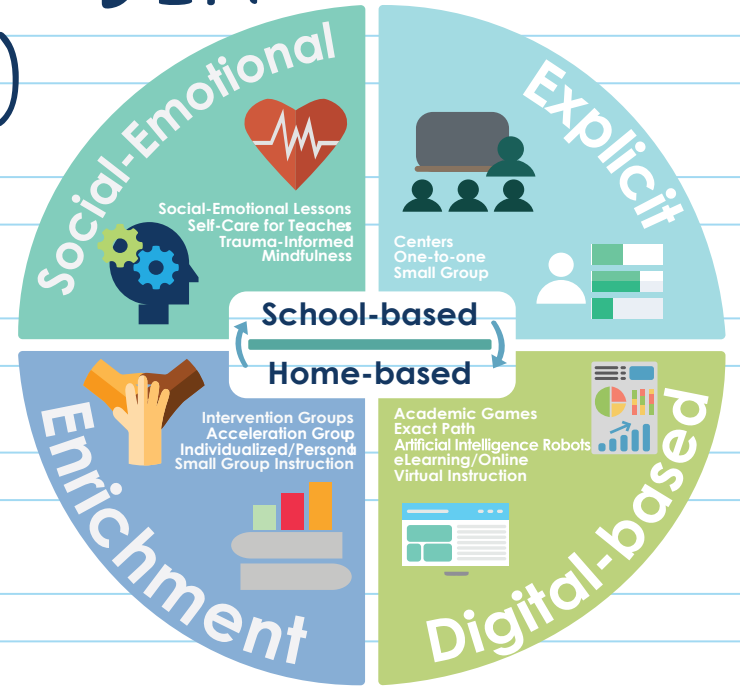 Social-Emotional
Social-Emotional Lessons
Self-Care for Teachers
Trauma-Informed
Mindfulness
Explicit
Centers
One-to-one
Small Group
School-based
Home-based
Enrichment
Intervention Groups
Acceleration Group
Individualized/Persona
Small Group Instruction
Digital-based
Academic Games
Exact Path
Artificial Intelligence Robots
eLearning/Online
Virtual Instruction